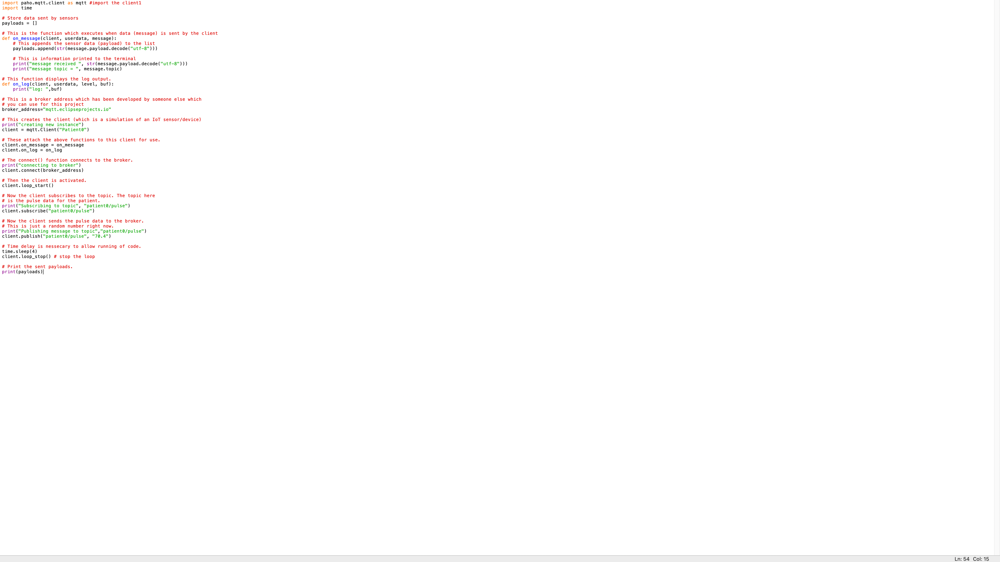 import paho.mqtt.client as mqtt #import the client1
import time
# Store data sent by sensors
payloads = []
# This is the function which executes when data (message) is sent by the client
def on_message(client, userdata, message):
    # This appends the sensor data (payload) to the list
    payloads.append(str(message.payload.decode("utf-8")))
    # This is information printed to the terminal
    print("message received ", str(message.payload.decode("utf-8")))
    print("message topic = ", message.topic)
# This function displays the log output.
def on_log(client, userdata, level, buf):
    print("log: ",buf)
# This is a broker address which has been developed by someone else which
# you can use for this project
broker_address="mqtt.eclipseprojects.io"
# This creates the client (which is a simulation of an IoT sensor/device)
print("creating new instance")
client = mqtt.Client("Patient0")
# These attach the above functions to this client for use.
client.on_message = on_message
client.on_log = on_log
# The connect() function connects to the broker.
print("connecting to broker")
client.connect(broker_address)
# Then the client is activated.
client.loop_start()
# Now the client subscribes to the topic. The topic here
# is the pulse data for the patient.
print("Subscribing to topic", "patient0/pulse")
client.subscribe("patient0/pulse")
# Now the client sends the pulse data to the broker.
# This is just a random number right now.
print("Publishing message to topic","patient0/pulse")
client.publish("patient0/pulse", "70.4")
# Time delay is nessecary to allow running of code.
time.sleep(4)
client.loop_stop() # stop the loop
# Print the sent payloads.
print(payloads)
Ln: 54 Col: 15